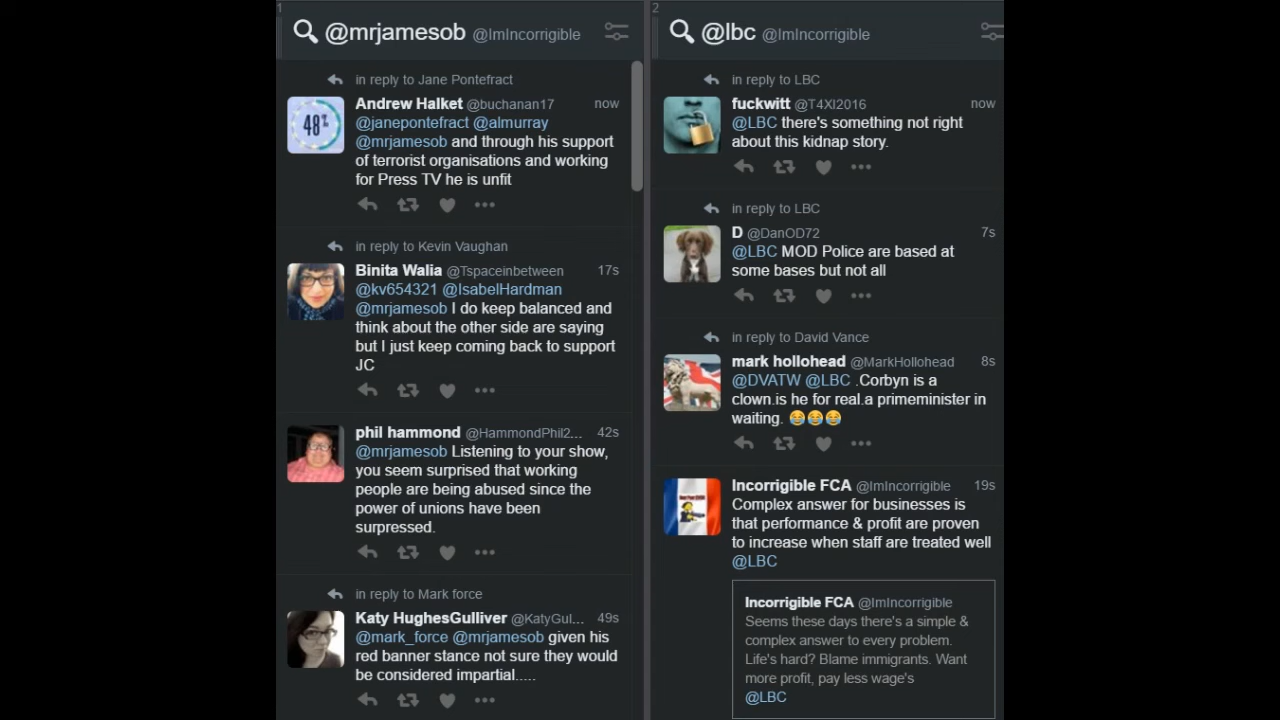 1
@mrjamesob @ImIncorrigible
in reply to Jane Pontefract
Andrew Halket @buchanan17 now
48%
@janepontefract @almurray
@mrjamesob and through his support
of terrorist organisations and working
for Press TV he is unfit
in reply to Kevin Vaughan
Binita Walia @Tspaceinbetween 17s
@kv654321 @IsabelHardman
@mrjamesob I do keep balanced and
think about the other side are saying
but I just keep coming back to support
JC
phil hammond @HammondPhil2... 42s
@mrjamesob Listening to your show,
you seem surprised that working
people are being abused since the
power of unions have been
surpressed.
in reply to Mark force
Katy HughesGulliver @KatyGul... 49s
@mark_force @mrjamesob given his
red banner stance not sure they would
be considered impartial.....
2
@lbc @ImIncorrigible
in reply to LBC
fuckwitt @T4XI2016 now
@LBC there's something not right
about this kidnap story.
in reply to LBC
D @DanOD72 7s
@LBC MOD Police are based at
some bases but not all
in reply to David Vance
mark hollohead @MarkHollohead 8s
@DVATW @LBC .Corbyn is a
clown.is he for real.a primeminister in
waiting. 😂😂😂
Incorrigible FCA @ImIncorrigible 19s
Complex answer for businesses is
that performance & profit are proven
to increase when staff are treated well
@LBC
Incorrigible FCA @ImIncorrigible
Seems these days there's a simple &
complex answer to every problem.
Life's hard? Blame immigrants. Want
more profit, pay less wage's
@LBC